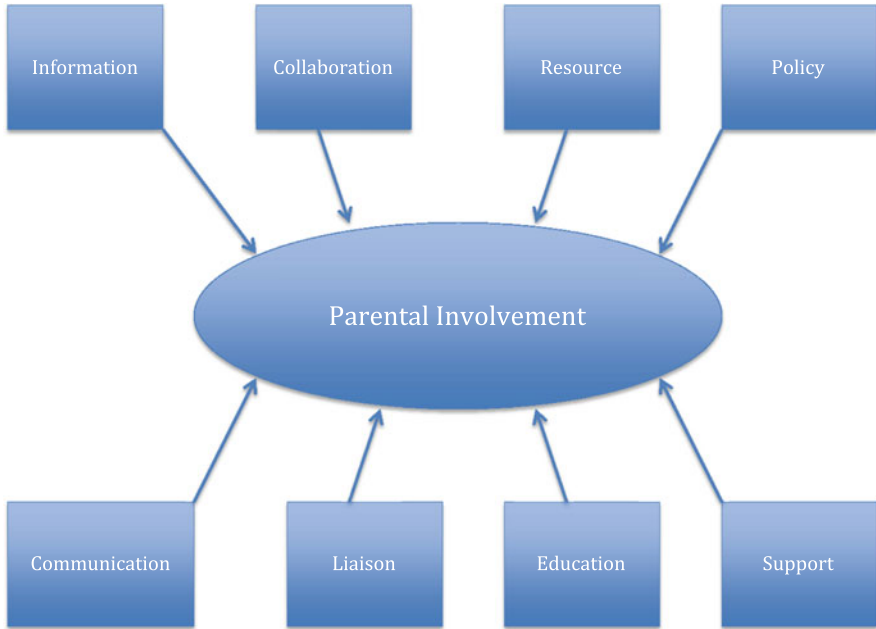 Information
Collaboration
Resource
Policy
Parental Involvement
Communication
Liaison
Education
Support